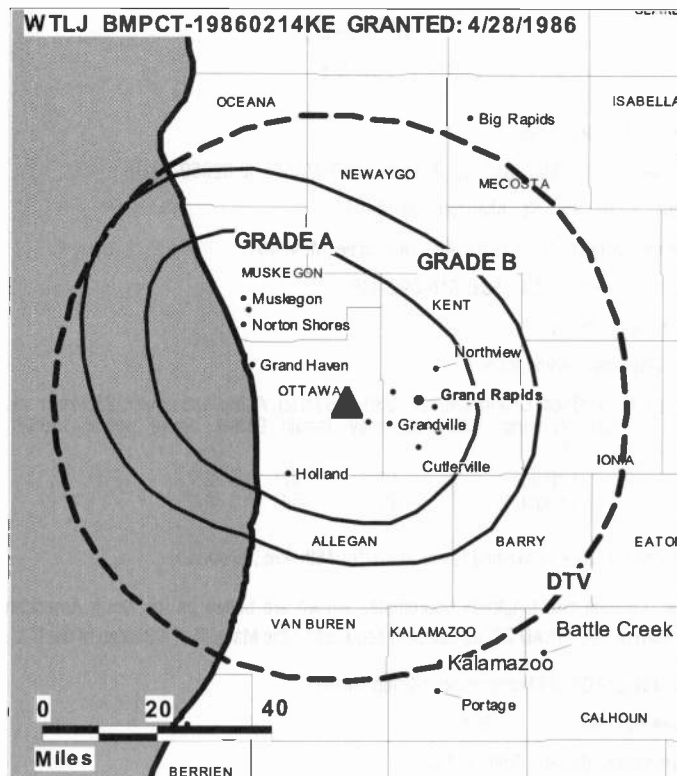 WTLJ BMPCT-19860214KE GRANTED: 4/28/1986
OCEANA
ISABELLA
Big Rapids
NEWAYGO
MECOSTA
GRADE A
GRADE B
MUSKEGON
KENT
Muskegon
Norton Shores
Northview
Grand Haven
OTTAWA
Grand Rapids
Grandville
IONIA
Holland
Cutlerville
ALLEGAN
BARRY
EATO
DTV
VAN BUREN
KALAMAZOO
Battle Creek
Kalamazoo
Portage
0 20 40
Miles
CALHOUN
BERRIEN